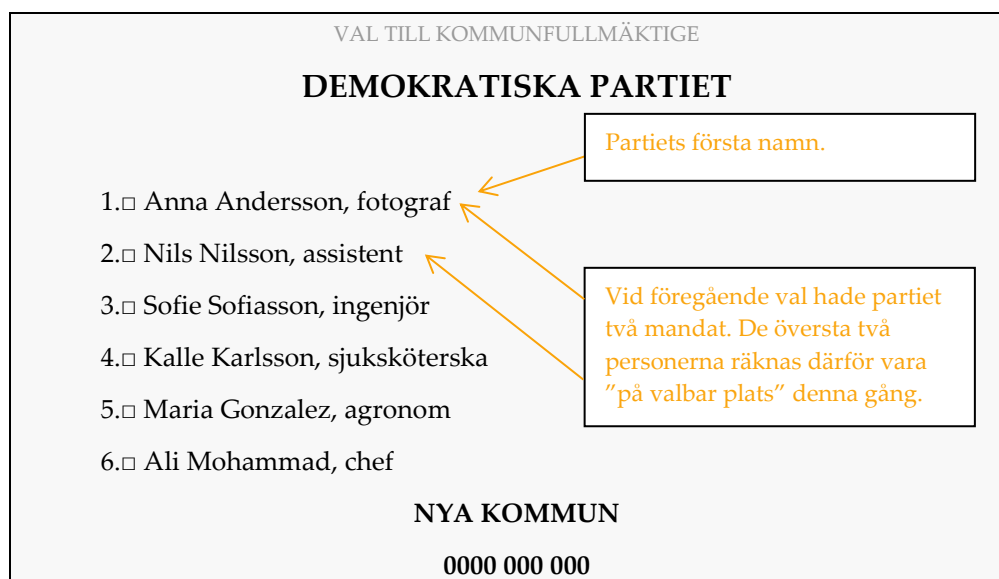 VAL TILL KOMMUNFULLMÄKTIGE
DEMOKRATISKA PARTIET
Partiets första namn.
1.□ Anna Andersson, fotograf
2.□ Nils Nilsson, assistent
3.□ Sofie Sofiasson, ingenjör
4.□ Kalle Karlsson, sjuksköterska
5.□ Maria Gonzalez, agronom
6.□ Ali Mohammad, chef
Vid föregående val hade partiet
två mandat. De översta två
personerna räknas därför vara
”på valbar plats” denna gång.
NYA KOMMUN
0000 000 000